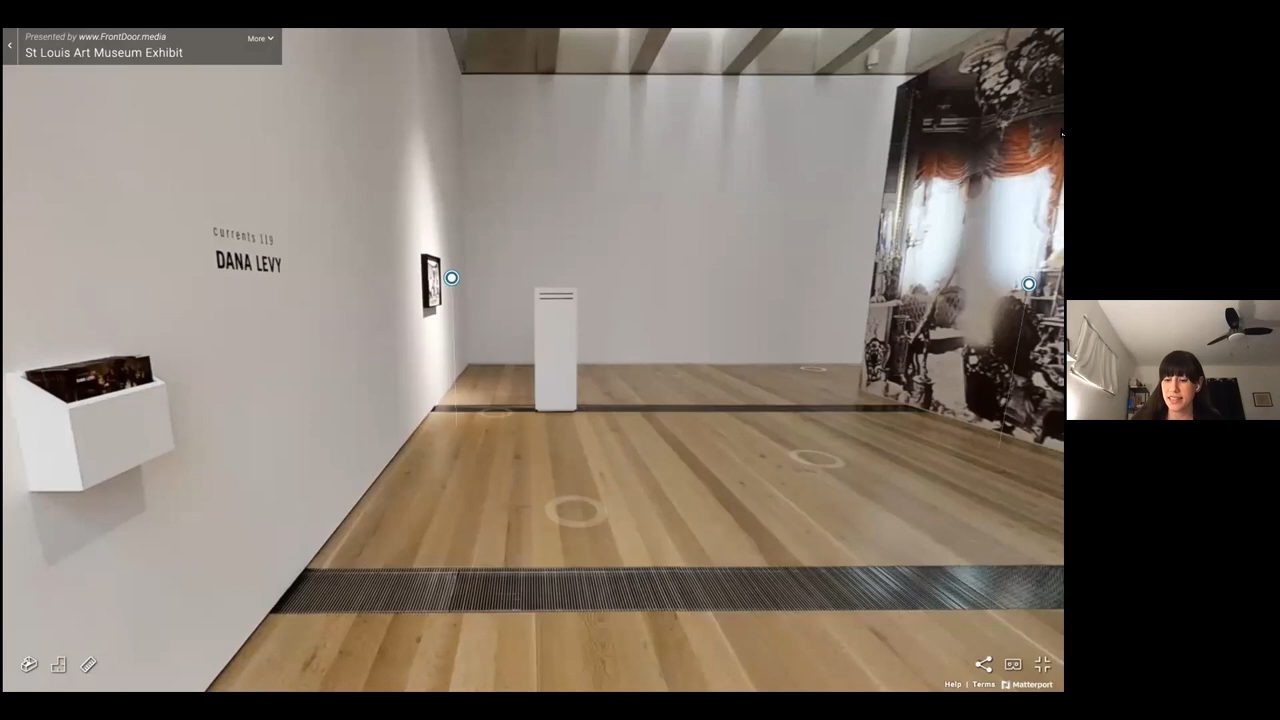 Presented by www.FrontDoor.media
More
St Louis Art Museum Exhibit
currents 119
DANA LEVY
Help | Terms Matterport